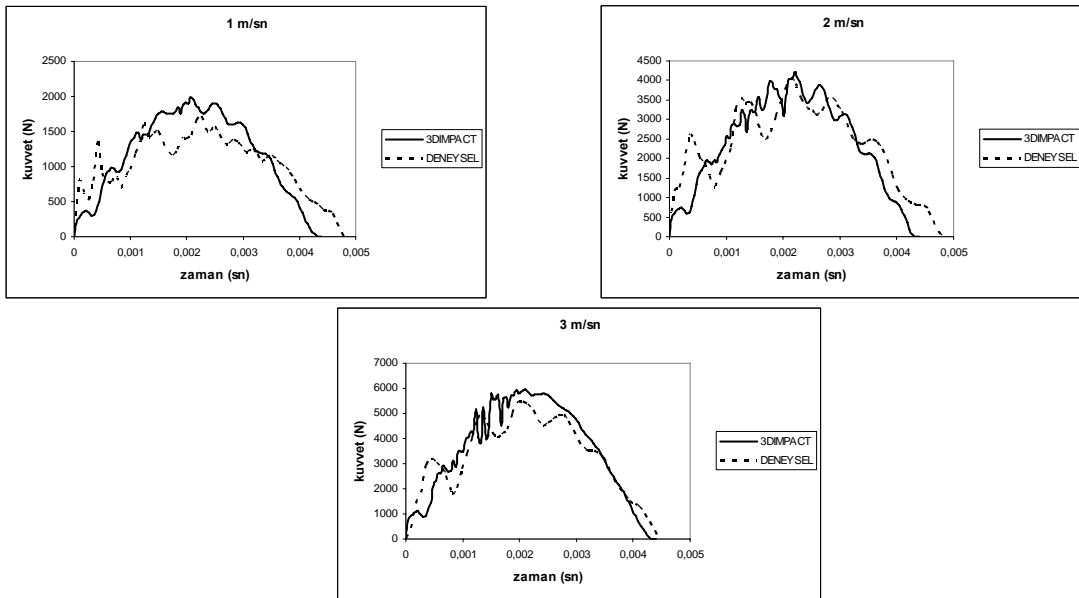 1 m/sn
2500
2000
1500
1000
500
0
kuvvet (N)
0 0,001 0,002 0,003 0,004 0,005
zaman (sn)
3DIMPACT
DENEYSEL
2 m/sn
4500
4000
3500
3000
2500
2000
1500
1000
500
0
kuvvet (N)
0 0,001 0,002 0,003 0,004 0,005
zaman (sn)
3DIMPACT
DENEYSEL
3 m/sn
7000
6000
5000
4000
3000
2000
1000
0
kuvvet (N)
0 0,001 0,002 0,003 0,004 0,005
zaman (sn)
3DIMPACT
DENEYSEL